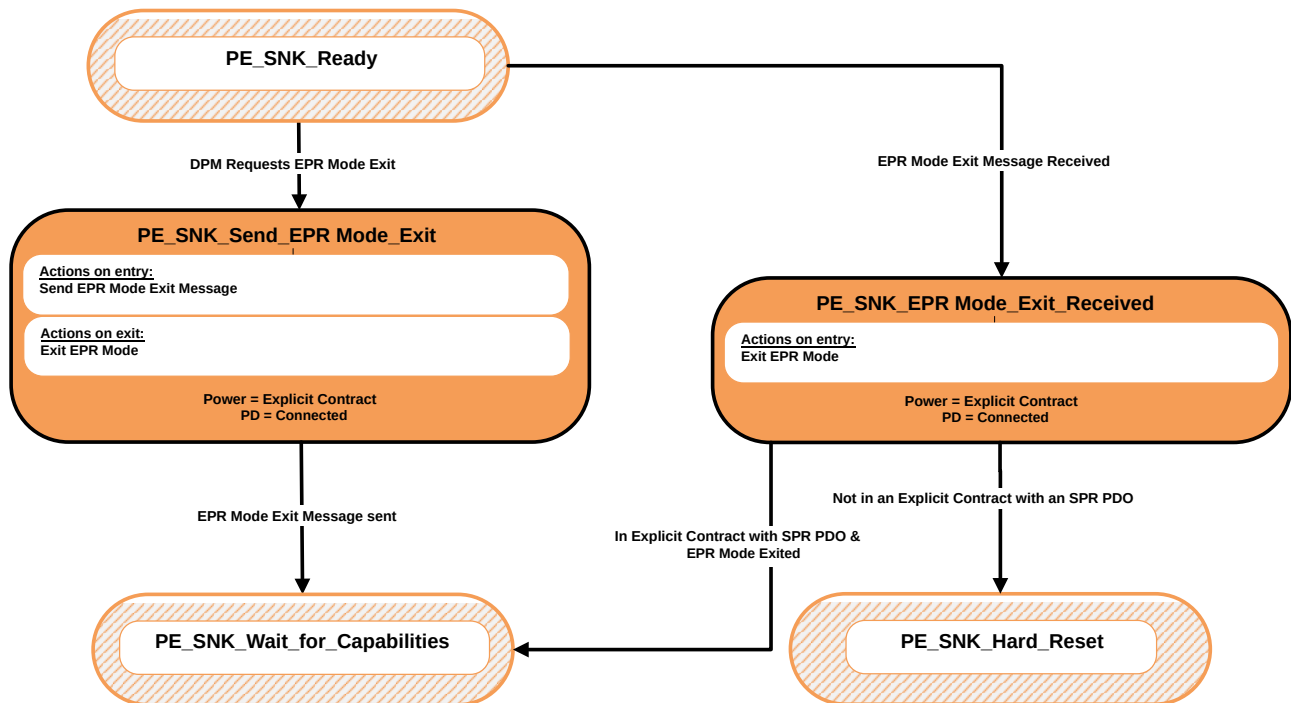 PE_SNK_Ready
DPM Requests EPR Mode Exit
EPR Mode Exit Message Received
PE_SNK_Send_EPR Mode_Exit
Actions on entry:
Send EPR Mode Exit Message
Actions on exit:
Exit EPR Mode
Power = Explicit Contract
PD = Connected
PE_SNK_EPR Mode_Exit_Received
Actions on entry:
Exit EPR Mode
Power = Explicit Contract
PD = Connected
EPR Mode Exit Message sent
In Explicit Contract with SPR PDO &
EPR Mode Exited
Not in an Explicit Contract with an SPR PDO
PE_SNK_Wait_for_Capabilities
PE_SNK_Hard_Reset